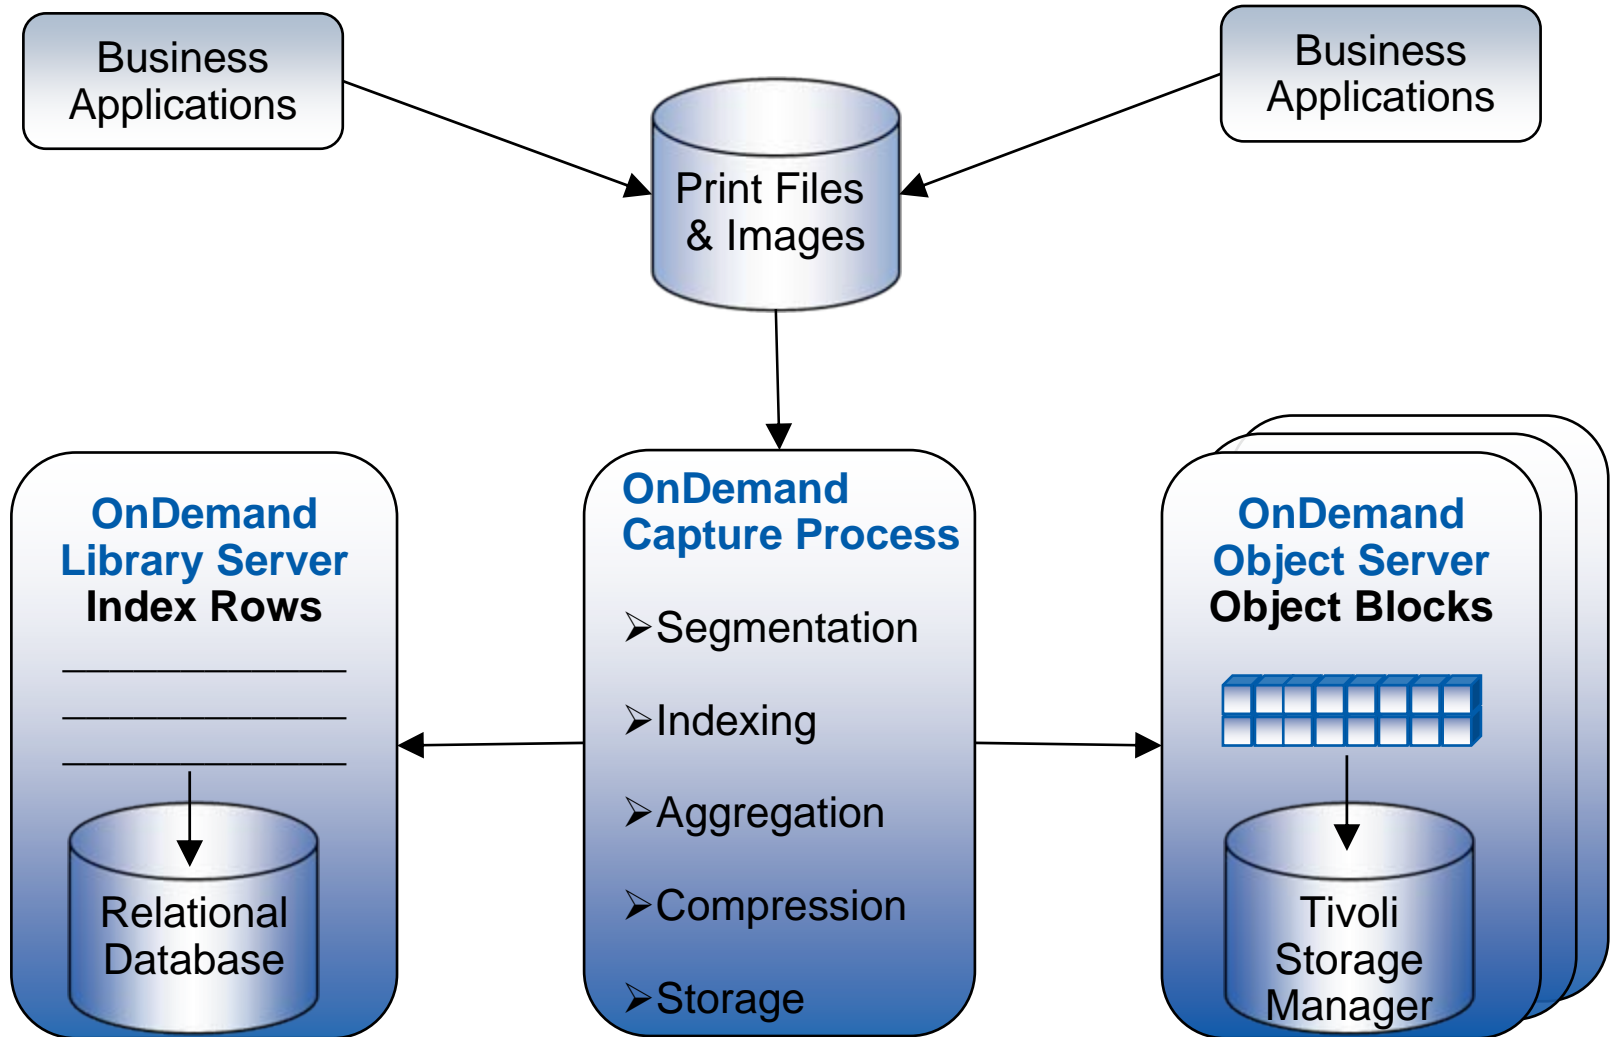 Business
Applications
Business
Applications
Print Files
& Images
OnDemand
Library Server
Index Rows
Relational
Database
OnDemand
Capture Process
➢Segmentation
➢Indexing
➢Aggregation
➢Compression
➢Storage
OnDemand
Object Server
Object Blocks
Tivoli
Storage
Manager